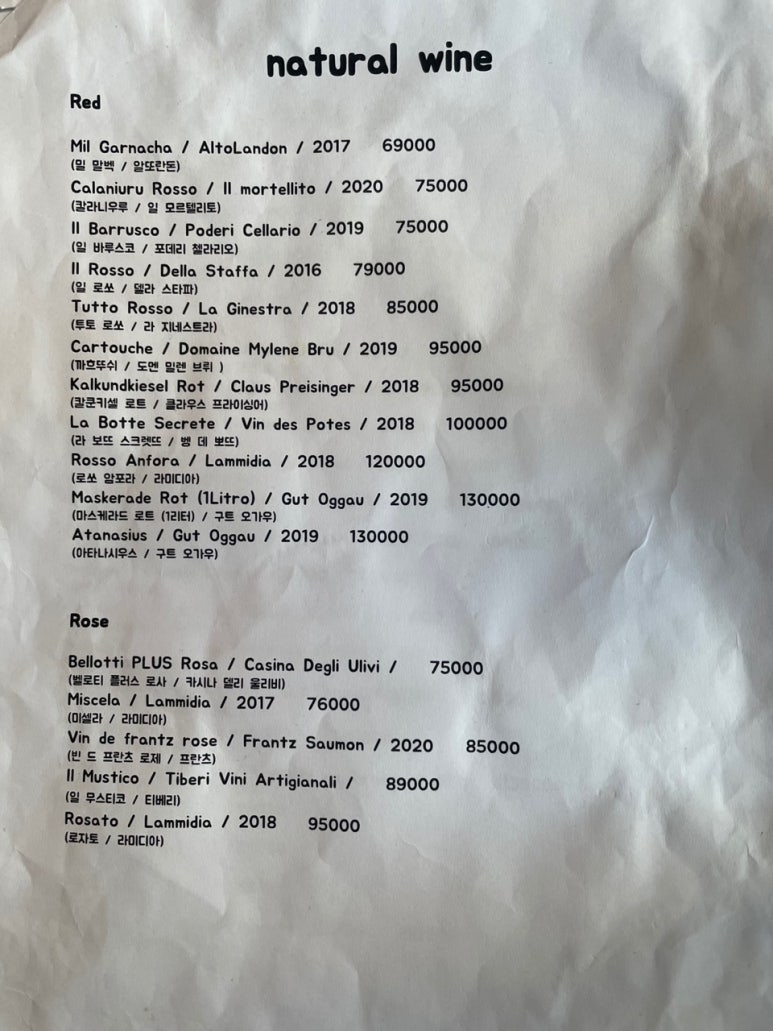 natural wine
Red
Mil Garnacha / AltoLandon / 2017 69000
(밀 말벡 / 알또란돈)
Calaniuru Rosso / Il mortellito / 2020 75000
(칼라니우루 / 일 모르텔리토)
Il Barrusco / Poderi Cellario / 2019 75000
(일 바루스코 / 포데리 첼라리오)
Il Rosso / Della Staffa / 2016 79000
(일 로쏘 / 델라 스타파)
Tutto Rosso / La Ginestra / 2018 85000
(투토 로쏘 / 라 지네스트라)
Cartouche / Domaine Mylene Bru / 2019 95000
(까흐뚜쉬 / 도멘 밀렌 브뤼 )
Kalkundkiesel Rot / Claus Preisinger / 2018 95000
(칼쿤키셀 로트 / 클라우스 프라이싱어)
La Botte Secrete / Vin des Potes / 2018 100000
(라 보뜨 스크렛뜨 / 벵 데 뽀뜨)
Rosso Anfora / Lammidia / 2018 120000
(로쏘 암포라 / 라미디아)
Maskerade Rot (1Litro) / Gut Oggau / 2019 130000
(마스케라드 로트 (1리터) / 구트 오가우)
Atanasius / Gut Oggau / 2019 130000
(아타나시우스 / 구트 오가우)
Rose
Bellotti PLUS Rosa / Casina Degli Ulivi / 75000
(벨로티 플러스 로사 / 카시나 델리 울리비)
Miscela / Lammidia / 2017 76000
(미셀라 / 라미디아)
Vin de frantz rose / Frantz Saumon / 2020 85000
(빈 드 프란츠 로제 / 프란츠)
Il Mustico / Tiberi Vini Artigianali / 89000
(일 무스티코 / 티베리)
Rosato / Lammidia / 2018 95000
(로자토 / 라미디아)